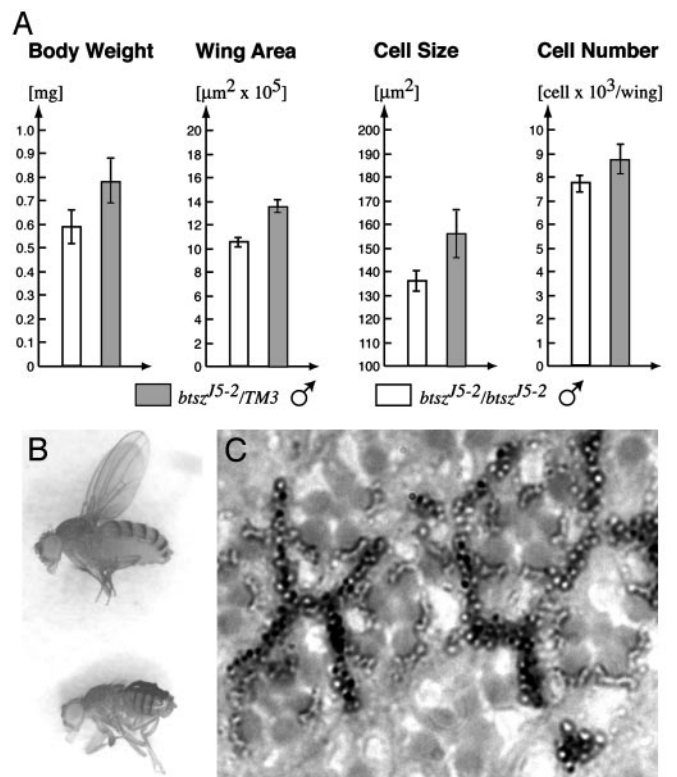 A
Body Weight Wing Area Cell Size Cell Number
[mg] [µm² x 10⁵] [µm²] [cell x 10³/wing]
1.0 20 200 10
0.9 18 190 9
0.8 16 180 8
0.7 14 170 7
0.6 12 160 6
0.5 10 150 5
0.4 8 140 4
0.3 6 130 3
0.2 4 120 2
0.1 2 110 1
0 0 100 0
btszᴶ⁵⁻²/TM3 ♂ btszᴶ⁵⁻²/btszᴶ⁵⁻² ♂
B C